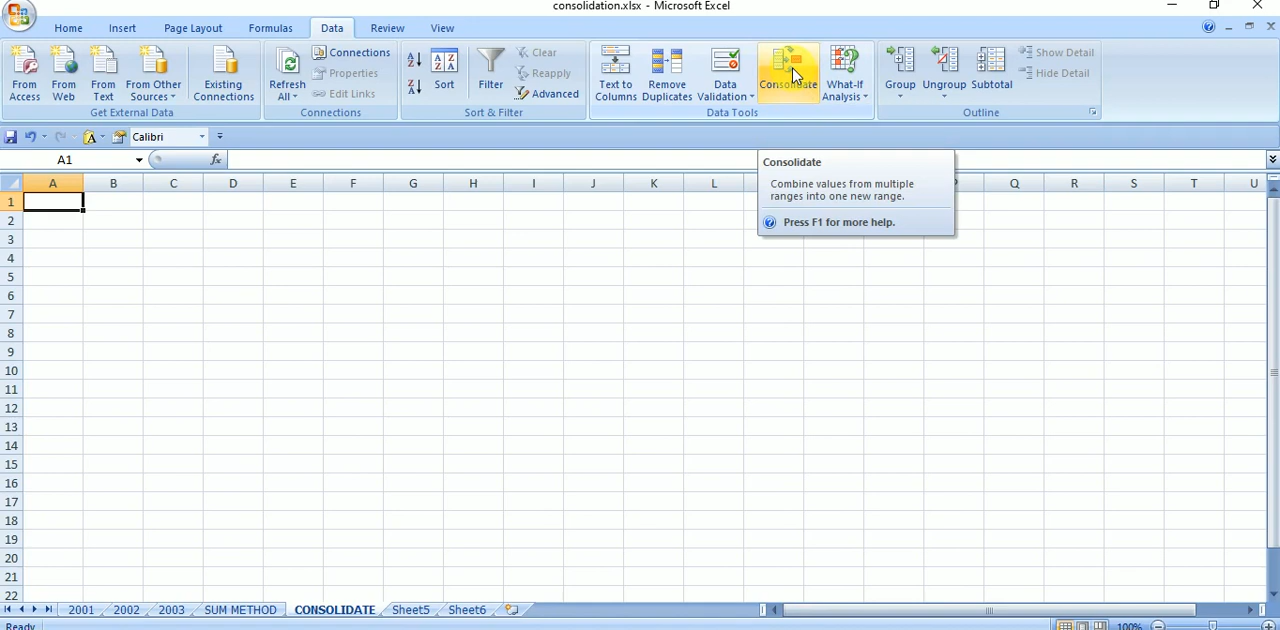 consolidation.xlsx - Microsoft Excel
Home Insert Page Layout Formulas Data Review View
From Access
From Web
From Text
From Other Sources
Existing Connections
Get External Data
Refresh All
Connections
Properties
Edit Links
Connections
Sort
Filter
Clear
Reapply
Advanced
Sort & Filter
Text to Columns
Remove Duplicates
Data Validation
Consolidate
What-If Analysis
Data Tools
Group
Ungroup
Subtotal
Show Detail
Hide Detail
Outline
A Calibri
A1 fx
Consolidate
Combine values from multiple
ranges into one new range.
Press F1 for more help.
A B C D E F G H I J K L P Q R S T U
1
2
3
4
5
6
7
8
9
10
11
12
13
14
15
16
17
18
19
20
21
22
2001 2002 2003 SUM METHOD CONSOLIDATE Sheet5 Sheet6
Ready 100%